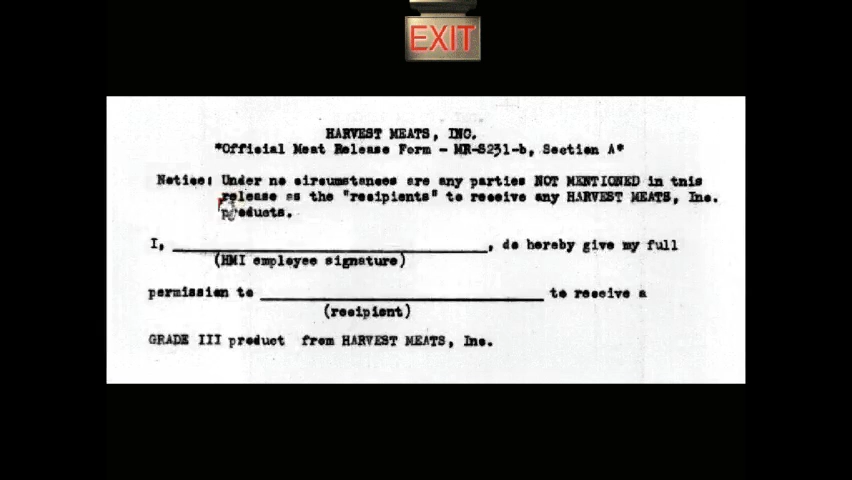 EXIT
HARVEST MEATS, INC.
*Official Meat Release Form - MR-S231-b, Section A*
Notice: Under no circumstances are any parties NOT MENTIONED in this
release as the "recipients" to receive any HARVEST MEATS, Inc.
products.
I, ____________________, do hereby give my full
(HMI employee signature)
permission to ____________________ to receive a
(recipient)
GRADE III product from HARVEST MEATS, Inc.